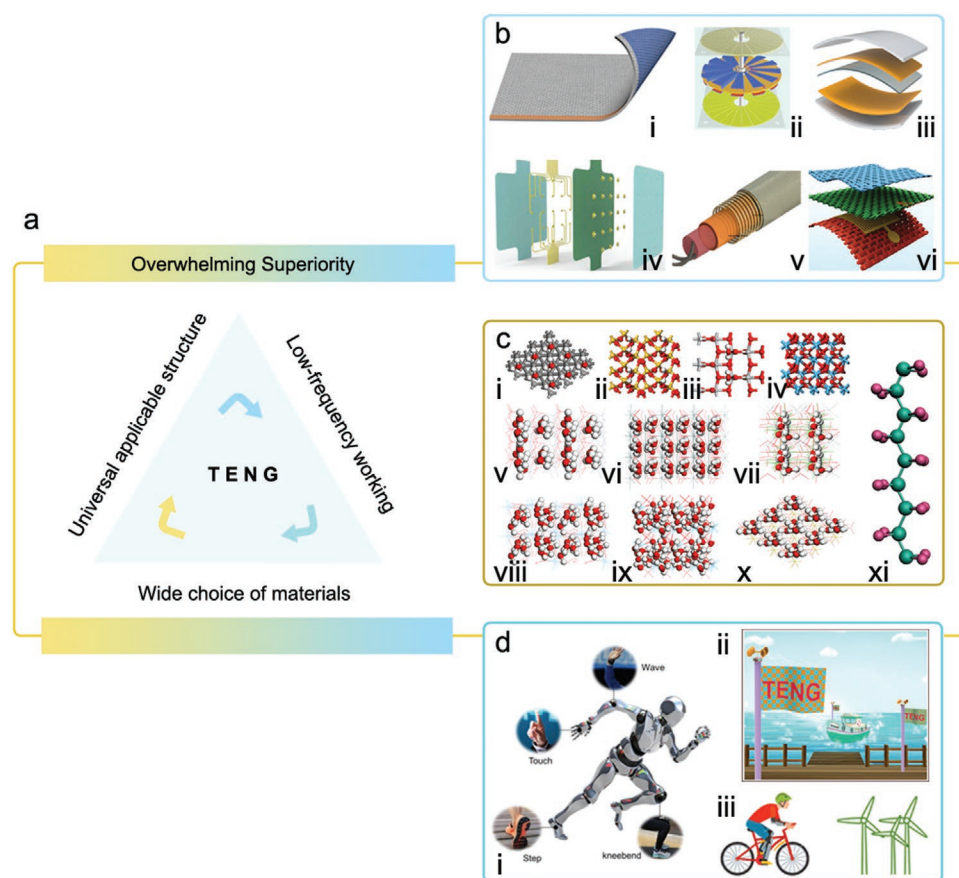 a
Overwhelming Superiority
Universal applicable structure
Low-frequency working
TENG
Wide choice of materials
b
i
ii
iii
iv
v
vi
c
i
ii
iii
iv
v
vi
vii
viii
ix
x
xi
d
Wave
Touch
Step
kneebend
i
ii
TENG
TENG
iii